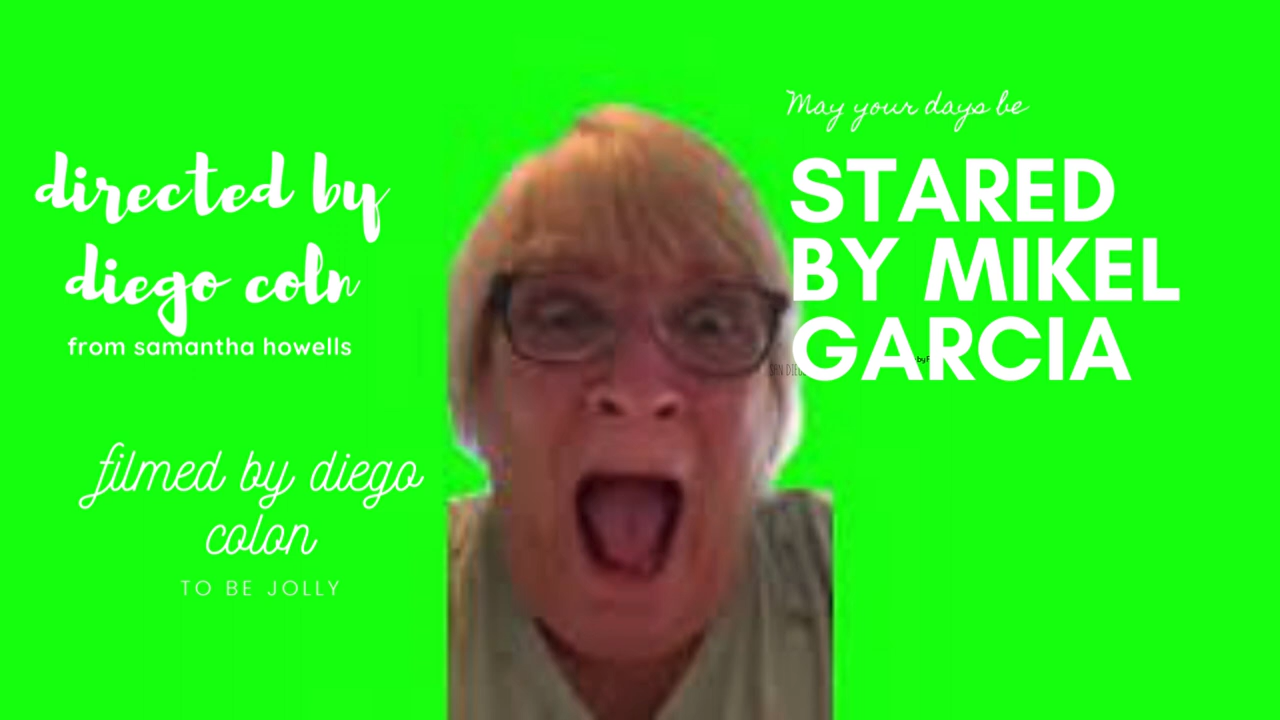 directed by
diego coln
from samantha howells
filmed by diego
colon
TO BE JOLLY
May your days be
STARED
BY MIKEL
GARCIA